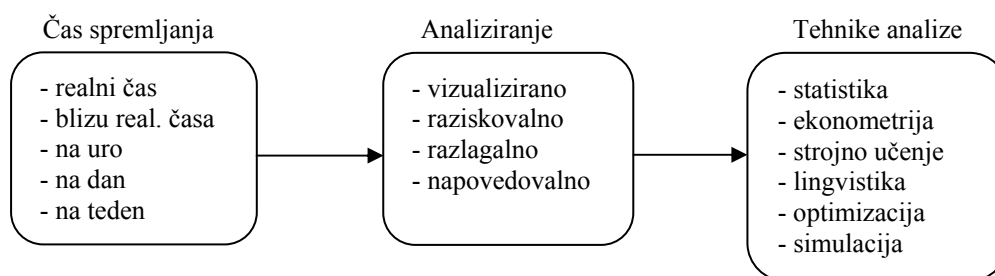 Čas spremljanja
- realni čas
- blizu real. časa
- na uro
- na dan
- na teden
Analiziranje
- vizualizirano
- raziskovalno
- razlagalno
- napovedovalno
Tehnike analize
- statistika
- ekonometrija
- strojno učenje
- lingvistika
- optimizacija
- simulacija